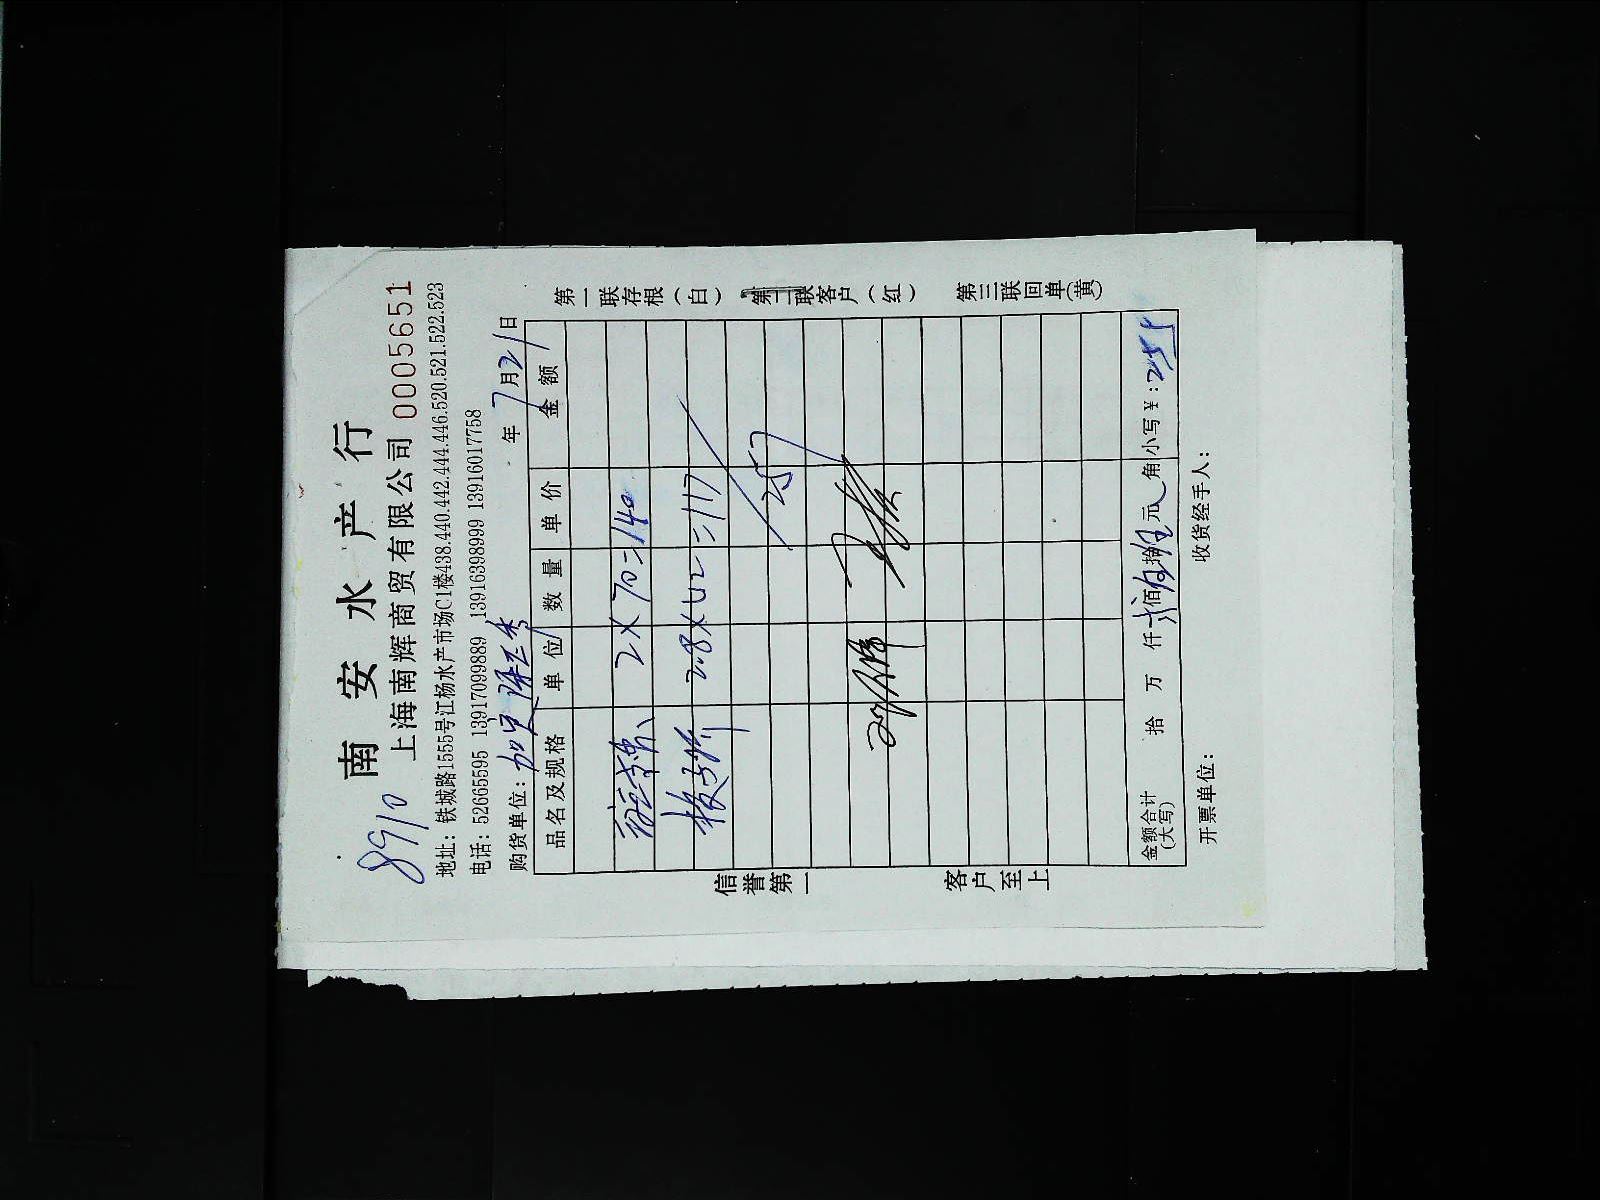 8910
南安水产行
上海南辉商贸有限公司 0005651
地址：铁城路1555号江杨水产市场C1楼438.440.442.444.446.520.521.522.523
电话：52665595 13917099889 13916398999 13916017758
购货单位： 年7月21日
品名及规格 单位 数量 单价 金额
2×70=140
2.8×42=117
257
金额合计(大写) 拾 万 仟 佰 拾 元 角 小写￥：
开票单位： 收货经手人：
信誉第一 客户至上
第一联存根（白） 第二联客户（红） 第三联回单（黄）